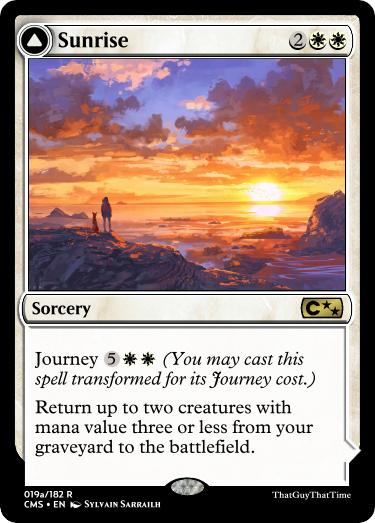 Sunrise 2
Sorcery C
Journey 5 (You may cast this
spell transformed for its Journey cost.)
Return up to two creatures with
mana value three or less from your
graveyard to the battlefield.
019a/182 R
CMS • EN Sylvain Sarrailh ThatGuyThatTime